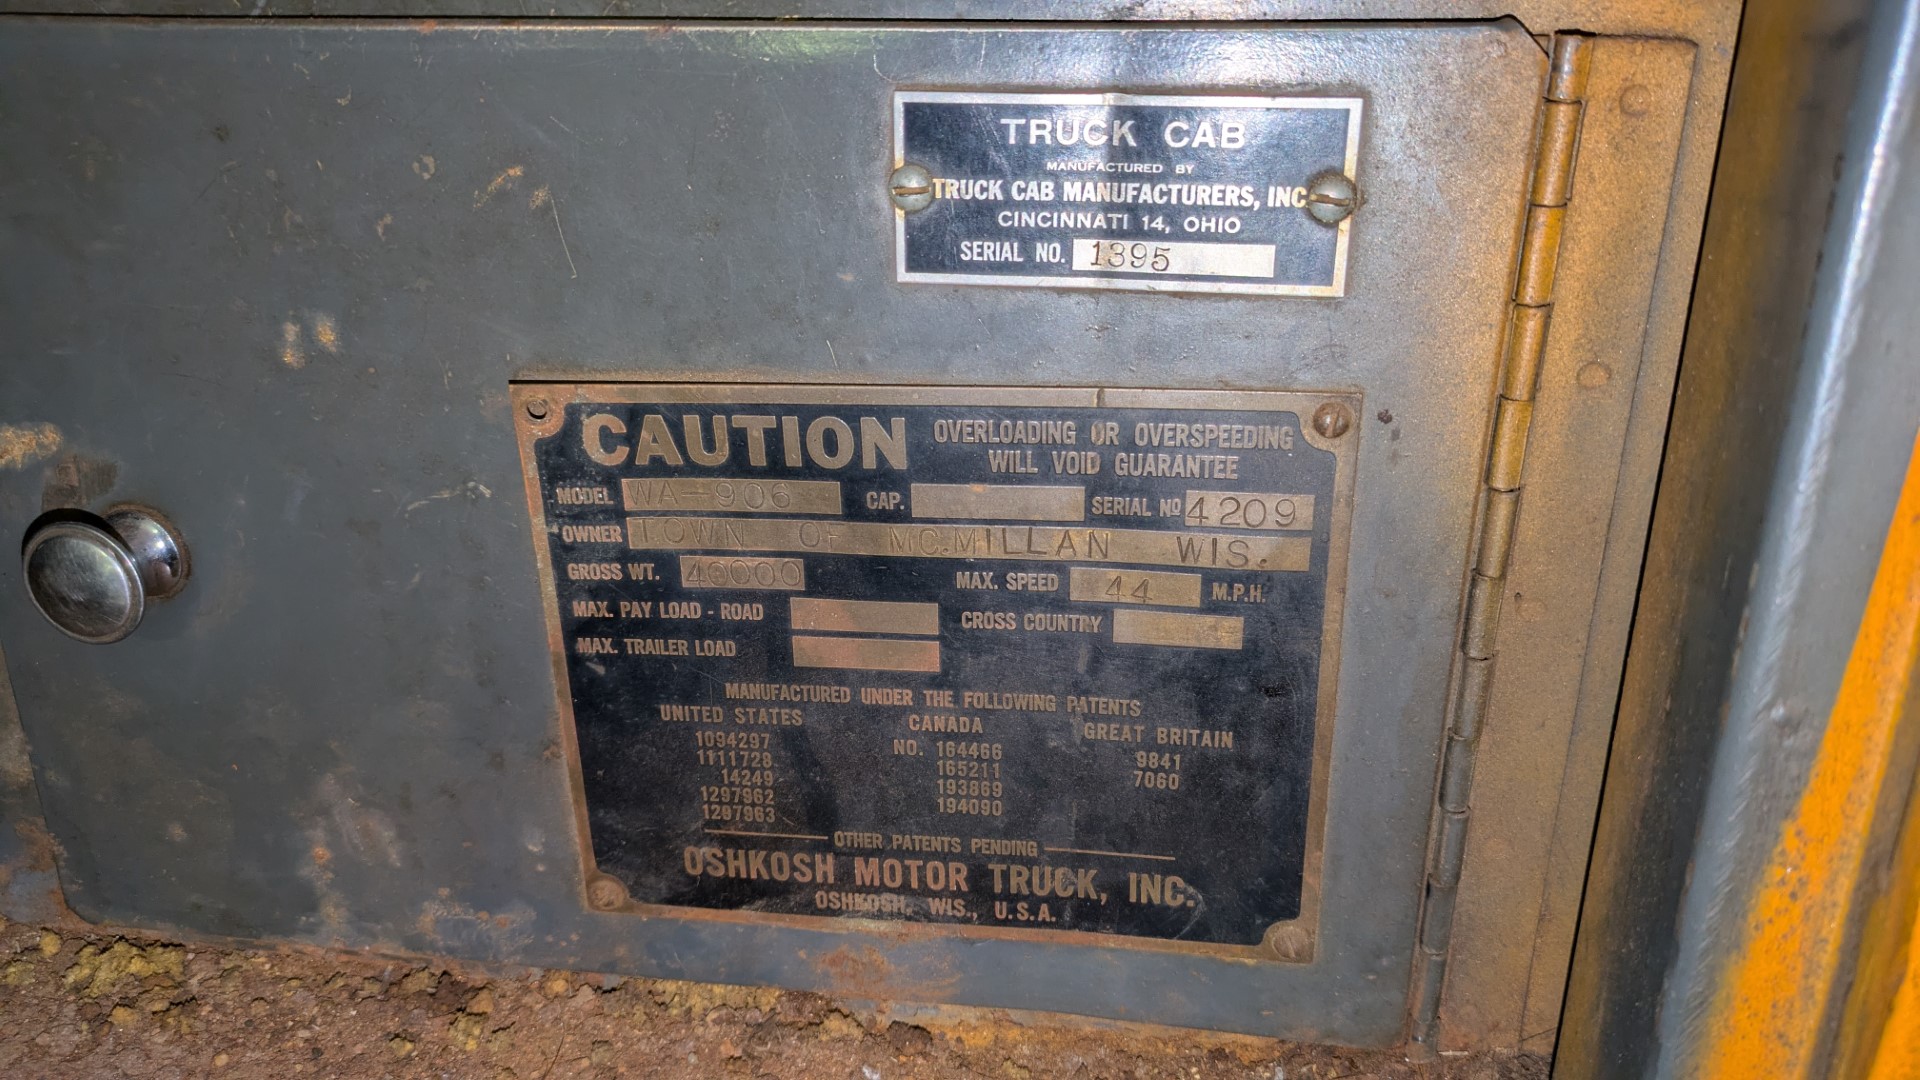 TRUCK CAB
MANUFACTURED BY
TRUCK CAB MANUFACTURERS, INC
CINCINNATI 14, OHIO
SERIAL NO. 1395
CAUTION OVERLOADING OR OVERSPEEDING
WILL VOID GUARANTEE
MODEL WA-906 CAP. SERIAL Nº 4209
OWNER TOWN OF MC.MILLAN WIS.
GROSS WT. 40000 MAX. SPEED 44 M.P.H.
MAX. PAY LOAD - ROAD CROSS COUNTRY
MAX. TRAILER LOAD
MANUFACTURED UNDER THE FOLLOWING PATENTS
UNITED STATES CANADA GREAT BRITAIN
1094297 NO. 164466 9841
1111728 165211 7060
14249 193869
1297962 194090
1297963
OTHER PATENTS PENDING
OSHKOSH MOTOR TRUCK, INC.
OSHKOSH, WIS., U.S.A.